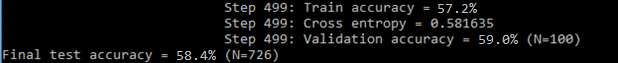 Step 499: Train accuracy = 57.2%
Step 499: Cross entropy = 0.581635
Step 499: Validation accuracy = 59.0% (N=100)
Final test accuracy = 58.4% (N=726)